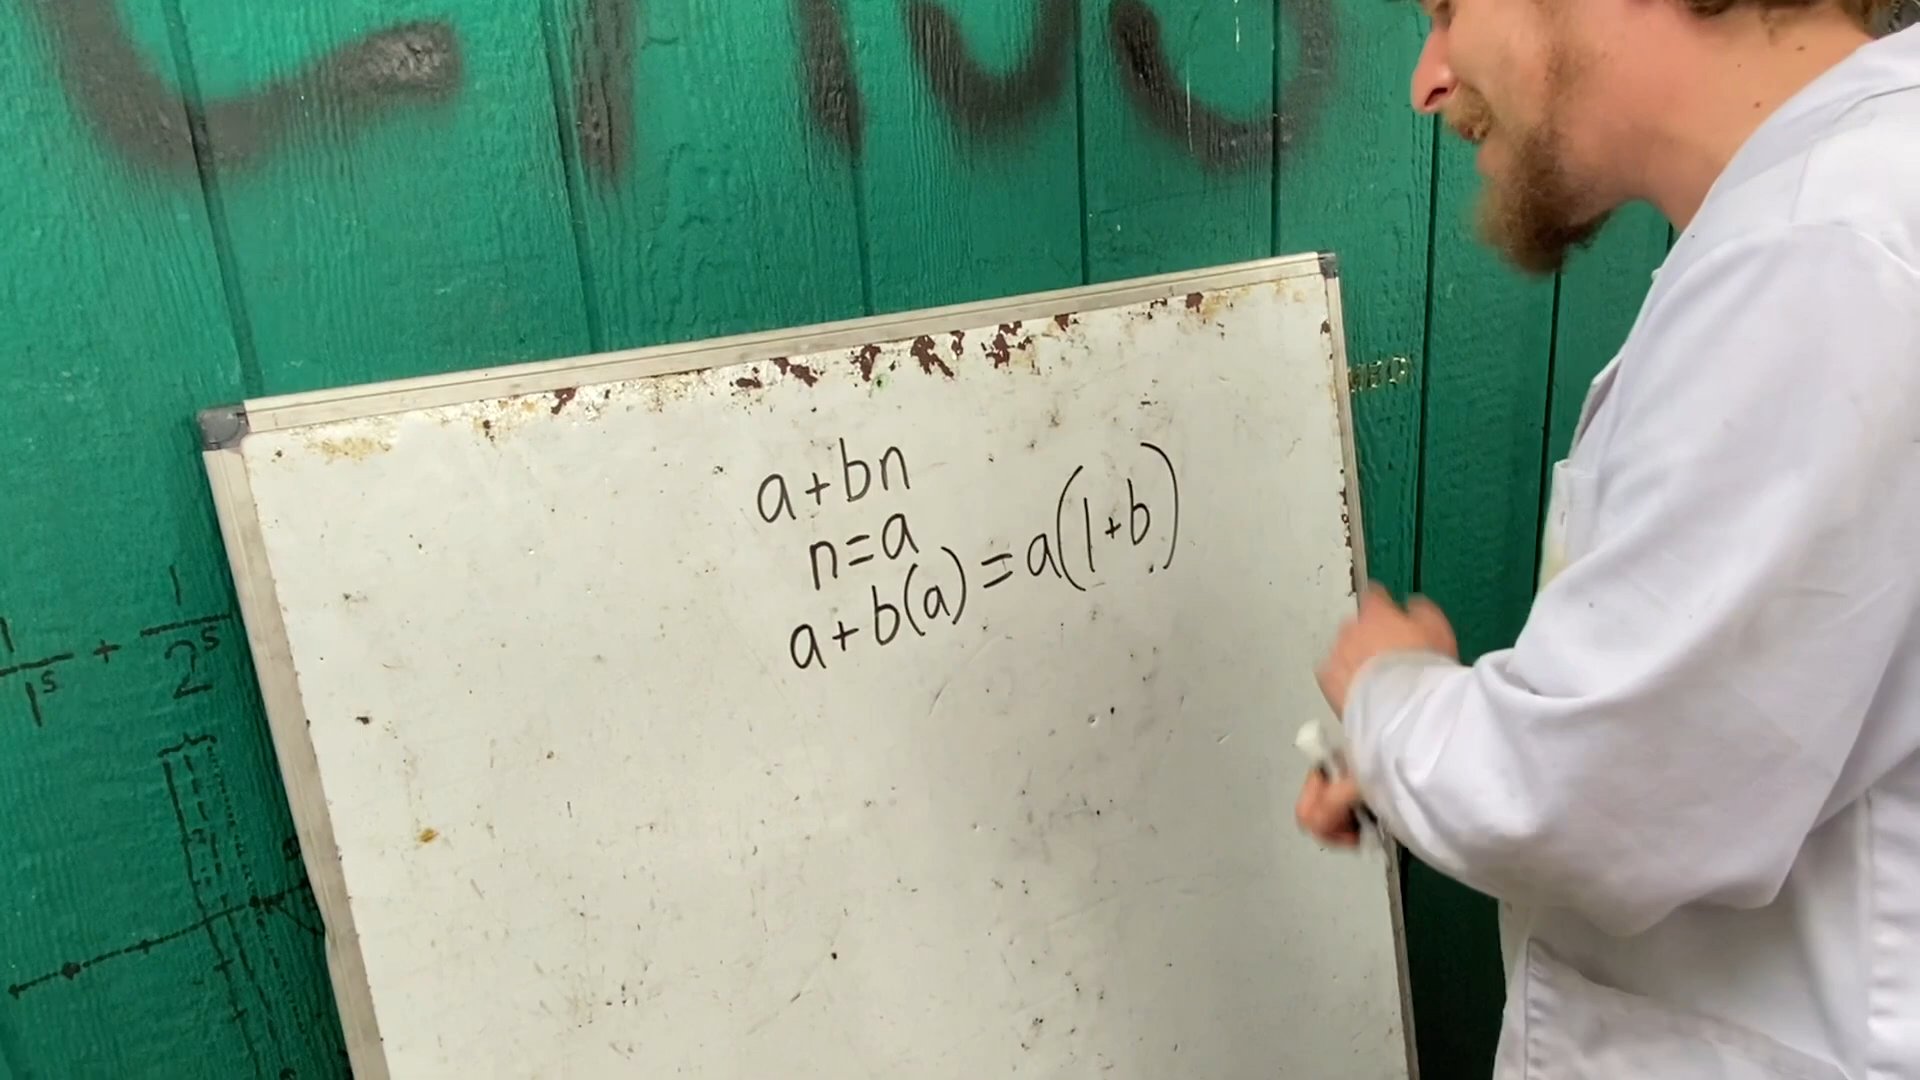 a+bn
n=a
a+b(a)=a(1+b)
1/1^s + 1/2^s